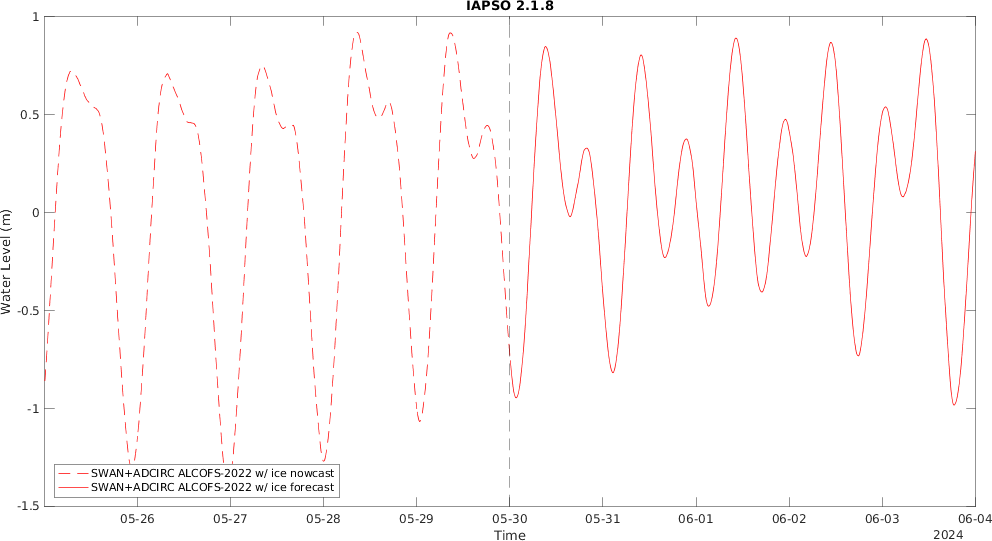 IAPSO 2.1.8
Water Level (m)
1
0.5
0
-0.5
-1
-1.5
SWAN+ADCIRC ALCOFS-2022 w/ ice nowcast
SWAN+ADCIRC ALCOFS-2022 w/ ice forecast
05-26 05-27 05-28 05-29 05-30 05-31 06-01 06-02 06-03 06-04
Time
2024